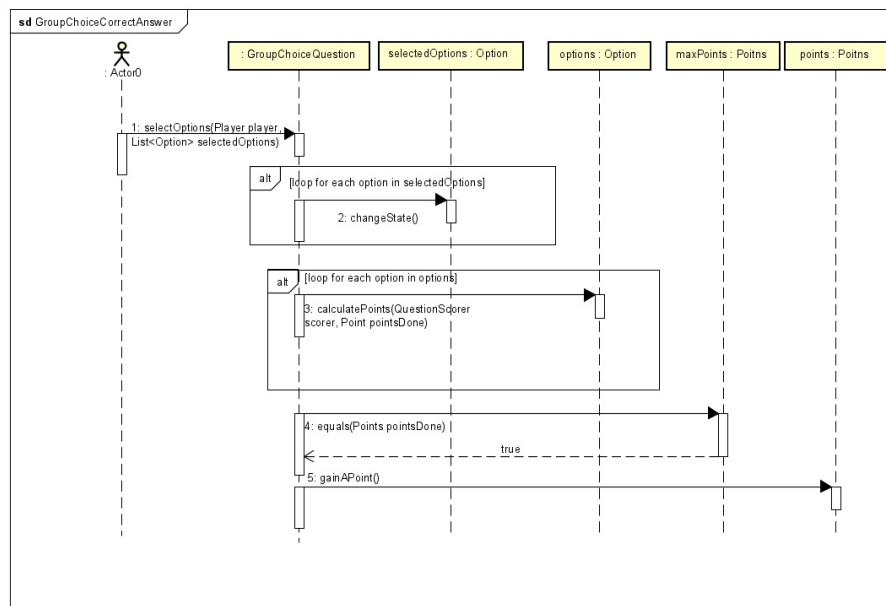 sd GroupChoiceCorrectAnswer
: Actor0
: GroupChoiceQuestion
selectedOptions : Option
options : Option
maxPoints : Poitns
points : Poitns
1: selectOptions(Player player,
List<Option> selectedOptions)
alt
[loop for each option in selectedOptions]
2: changeState()
alt
[loop for each option in options]
3: calculatePoints(QuestionScorer
scorer, Point pointsDone)
4: equals(Points pointsDone)
true
5: gainAPoint()